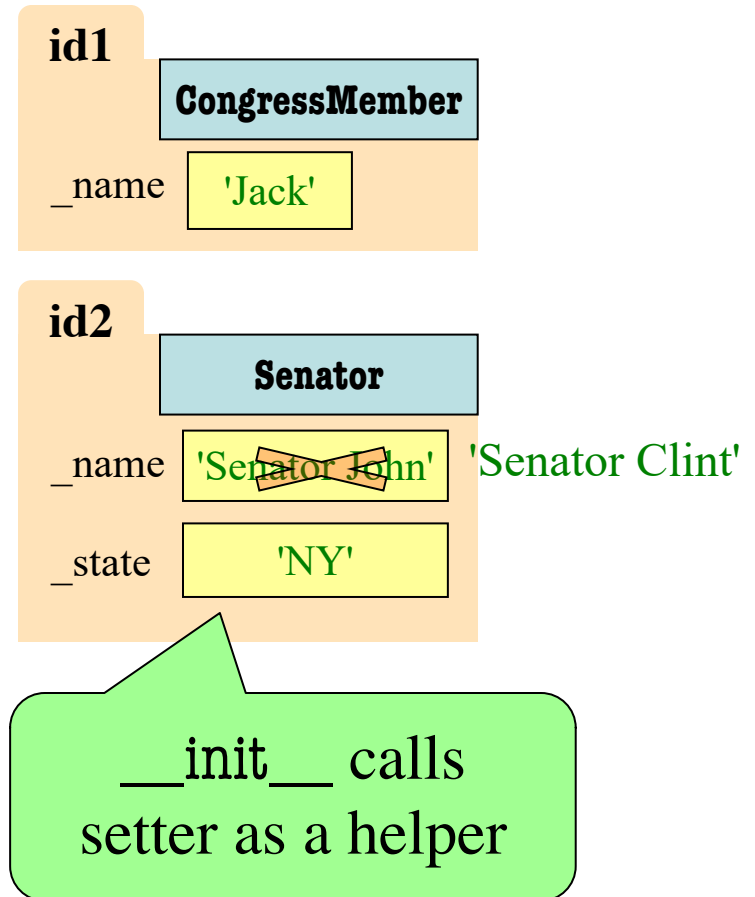 id1
CongressMember
_name 'Jack'
id2
Senator
_name 'Senator John' 'Senator Clint'
_state 'NY'
__init__ calls
setter as a helper